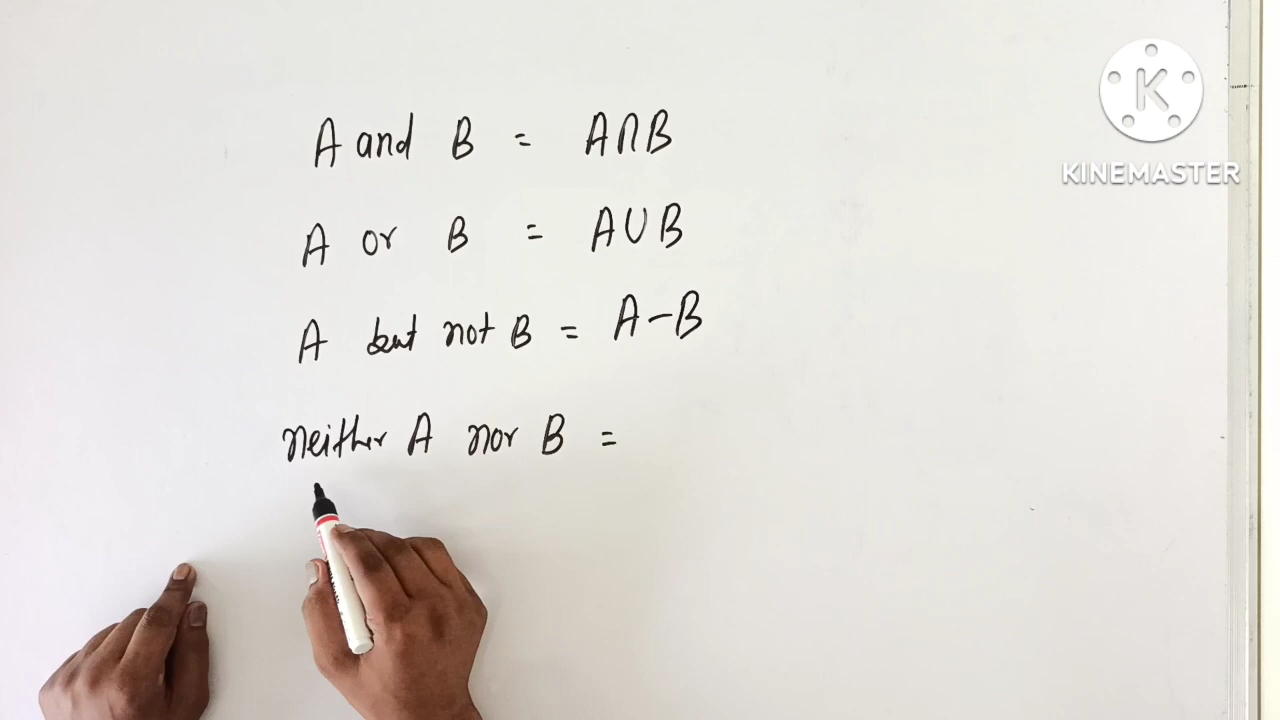 A and B = A∩B
A or B = A∪B
A but not B = A-B
neither A nor B =
K
KINEMASTER